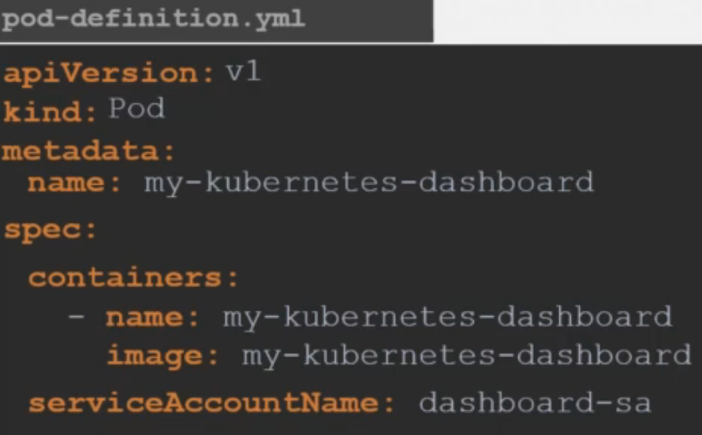 pod-definition.yml
apiVersion: v1
kind: Pod
metadata:
  name: my-kubernetes-dashboard
spec:
  containers:
    - name: my-kubernetes-dashboard
      image: my-kubernetes-dashboard
  serviceAccountName: dashboard-sa